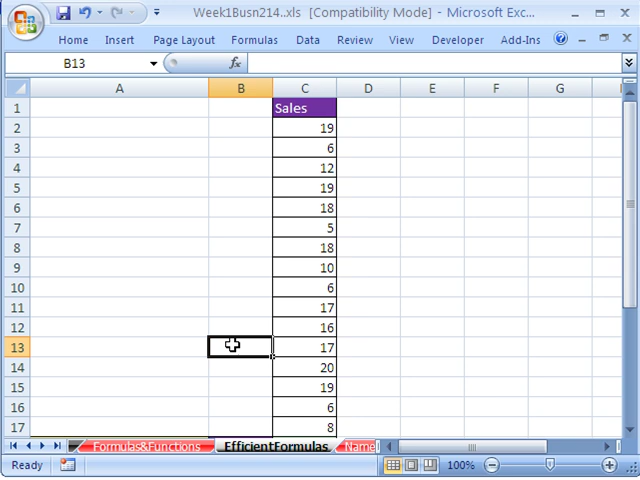 Week1Busn214..xls [Compatibility Mode] - Microsoft Exc...
Home Insert Page Layout Formulas Data Review View Developer Add-Ins
B13 fx
A B C D E F G
1 Sales
2 19
3 6
4 12
5 19
6 18
7 5
8 18
9 10
10 6
11 17
12 16
13 17
14 20
15 19
16 6
17 8
Formulas&Functions EfficientFormulas Name
Ready 100%